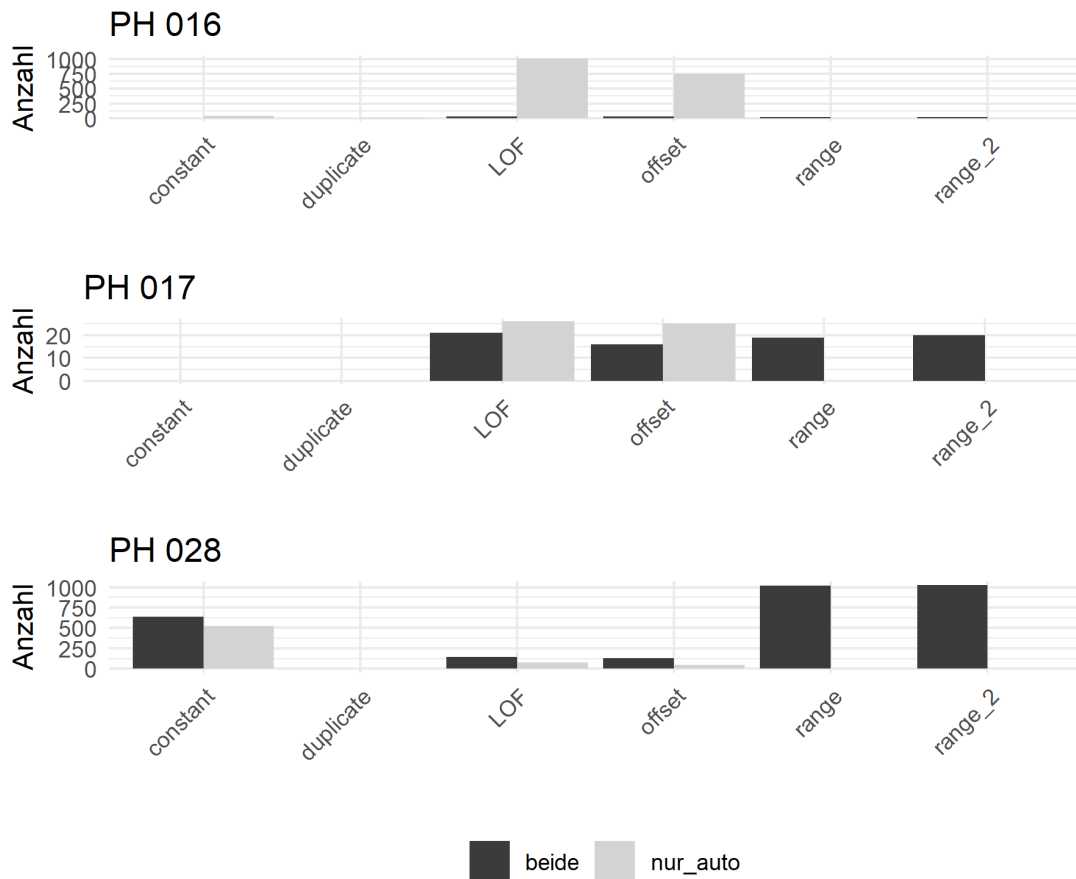 PH 016
Anzahl
1000
750
500
250
0
constant
duplicate
LOF
offset
range
range_2
PH 017
Anzahl
20
10
0
constant
duplicate
LOF
offset
range
range_2
PH 028
Anzahl
1000
750
500
250
0
constant
duplicate
LOF
offset
range
range_2
beide
nur_auto